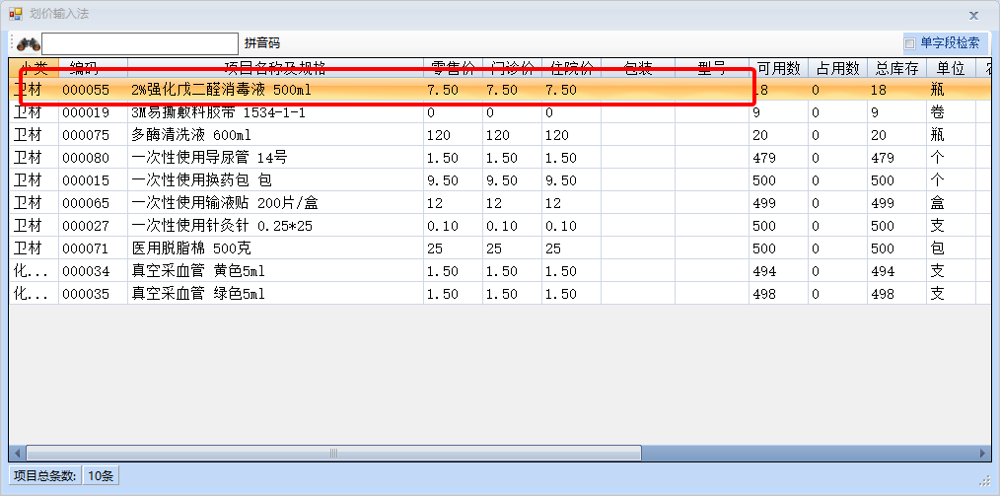 划价输入法
拼音码 单字段检索
小类 编码 项目名称及规格 零售价 门诊价 住院价 包装 型号 可用数 占用数 总库存 单位
卫材 000055 2%强化戊二醛消毒液 500ml 7.50 7.50 7.50 18 0 18 瓶
卫材 000019 3M易撕敷料胶带 1534-1-1 0 0 0 9 0 9 卷
卫材 000075 多酶清洗液 600ml 120 120 120 20 0 20 瓶
卫材 000080 一次性使用导尿管 14号 1.50 1.50 1.50 479 0 479 个
卫材 000015 一次性使用换药包 包 9.50 9.50 9.50 500 0 500 个
卫材 000065 一次性使用输液贴 200片/盒 12 12 12 499 0 499 盒
卫材 000027 一次性使用针灸针 0.25*25 0.10 0.10 0.10 500 0 500 支
卫材 000071 医用脱脂棉 500克 25 25 25 500 0 500 包
化... 000034 真空采血管 黄色5ml 1.50 1.50 1.50 494 0 494 支
化... 000035 真空采血管 绿色5ml 1.50 1.50 1.50 498 0 498 支
项目总条数: 10条